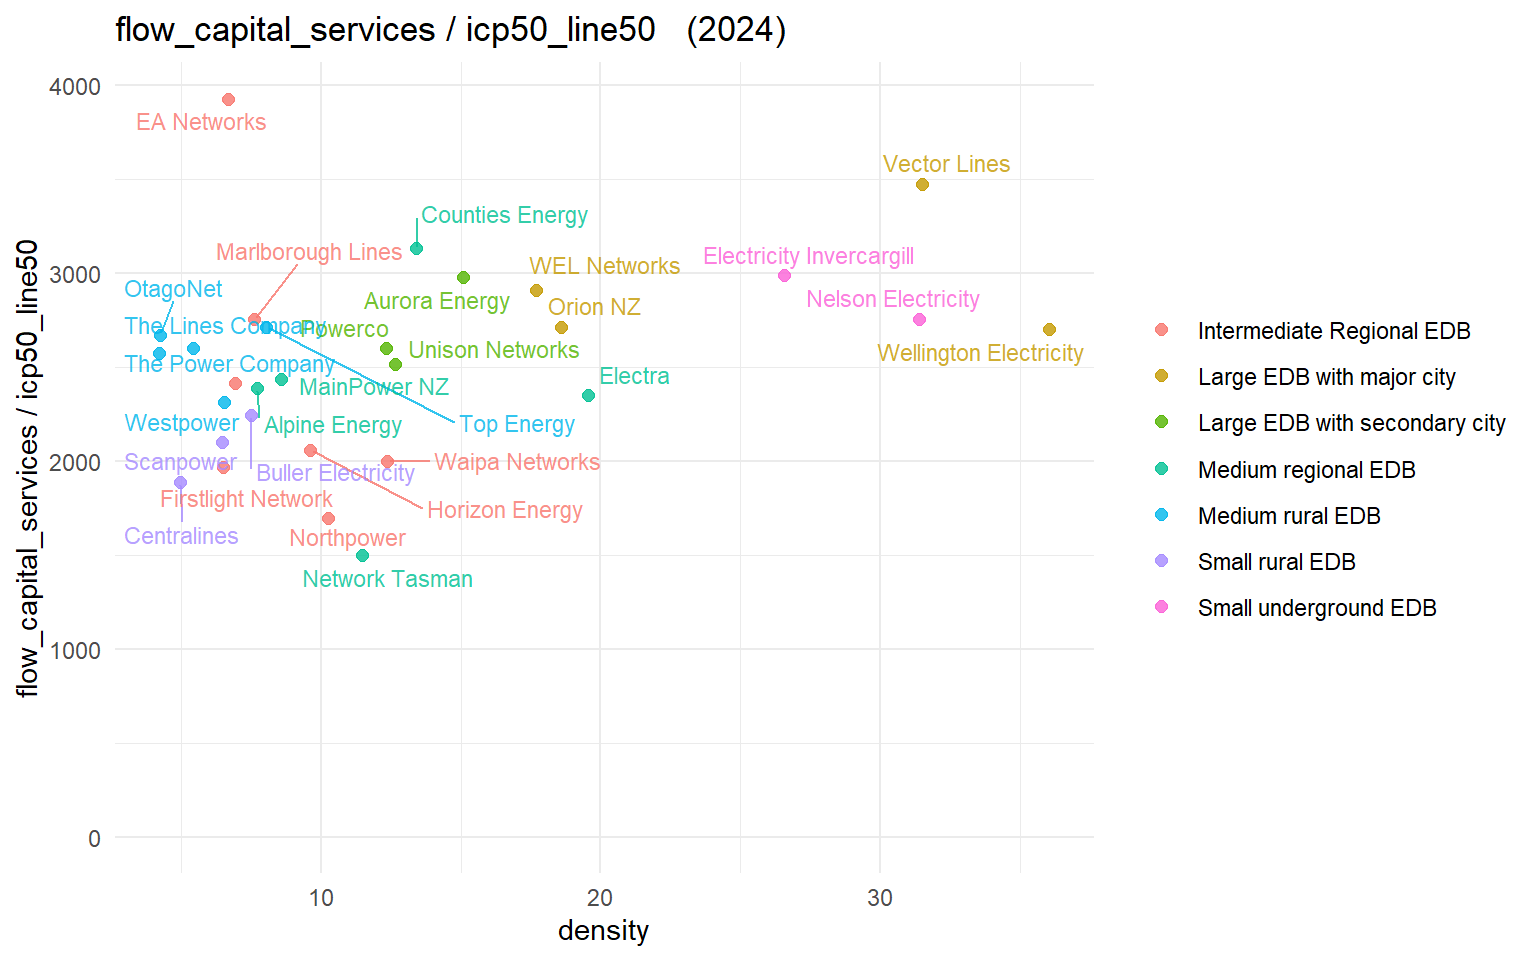 flow_capital_services / icp50_line50 (2024)
flow_capital_services / icp50_line50
4000
3000
2000
1000
0
EA Networks
Vector Lines
Counties Energy
Marlborough Lines
Electricity Invercargill
WEL Networks
OtagoNet
Aurora Energy
Nelson Electricity
Orion NZ
The Lines Company
Powerco
Unison Networks
Wellington Electricity
The Power Company
Electra
MainPower NZ
Westpower
Alpine Energy
Top Energy
Scanpower
Waipa Networks
Buller Electricity
Firstlight Network
Horizon Energy
Centralines
Northpower
Network Tasman
10
20
30
density
Intermediate Regional EDB
Large EDB with major city
Large EDB with secondary city
Medium regional EDB
Medium rural EDB
Small rural EDB
Small underground EDB